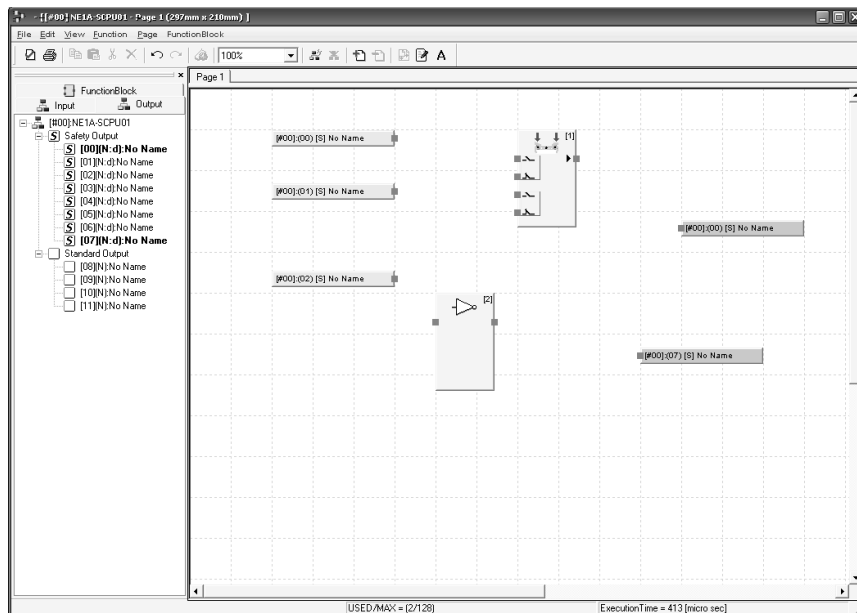 [[#00] NE1A-SCPU01 - Page 1 (297mm x 210mm) ]
File Edit View Function Page FunctionBlock
100%
FunctionBlock
Input Output
[#00]:NE1A-SCPU01
Safety Output
[00](N:d):No Name
[01](N:d):No Name
[02](N:d):No Name
[03](N:d):No Name
[04](N:d):No Name
[05](N:d):No Name
[06](N:d):No Name
[07](N:d):No Name
Standard Output
[08](N):No Name
[09](N):No Name
[10](N):No Name
[11](N):No Name
Page 1
[#00]:(00) [S] No Name
[#00]:(01) [S] No Name
[#00]:(02) [S] No Name
[1]
[2]
[#00]:(00) [S] No Name
[#00]:(07) [S] No Name
USED/MAX = (2/128)
ExecutionTime = 413 [micro sec]